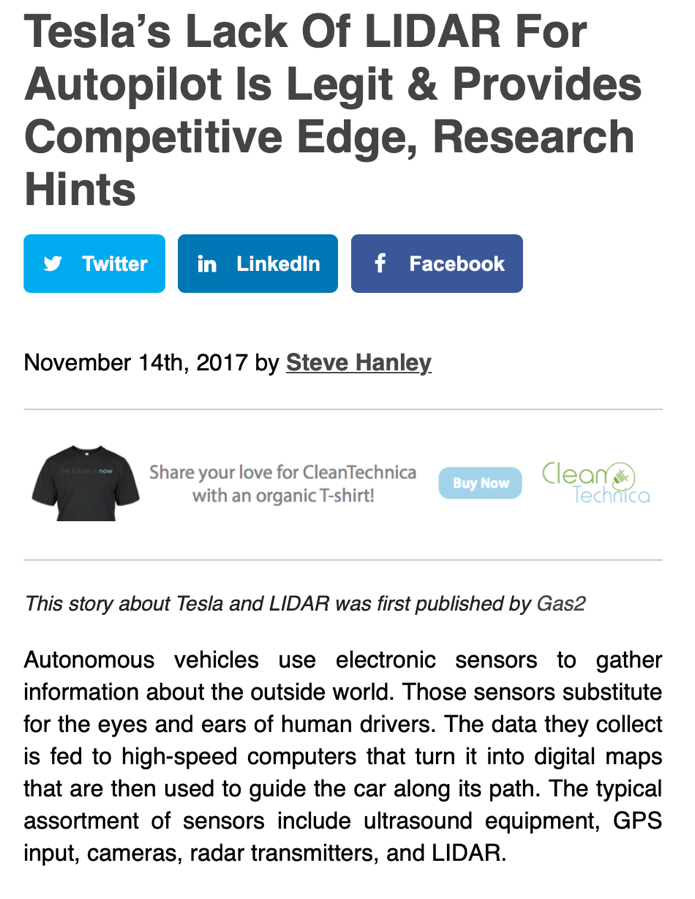 Tesla’s Lack Of LIDAR For
Autopilot Is Legit & Provides
Competitive Edge, Research
Hints
Twitter
in LinkedIn
f Facebook
November 14th, 2017 by Steve Hanley
the future is now
Share your love for CleanTechnica
with an organic T-shirt!
Buy Now
Clean
Technica
This story about Tesla and LIDAR was first published by Gas2
Autonomous vehicles use electronic sensors to gather
information about the outside world. Those sensors substitute
for the eyes and ears of human drivers. The data they collect
is fed to high-speed computers that turn it into digital maps
that are then used to guide the car along its path. The typical
assortment of sensors include ultrasound equipment, GPS
input, cameras, radar transmitters, and LIDAR.